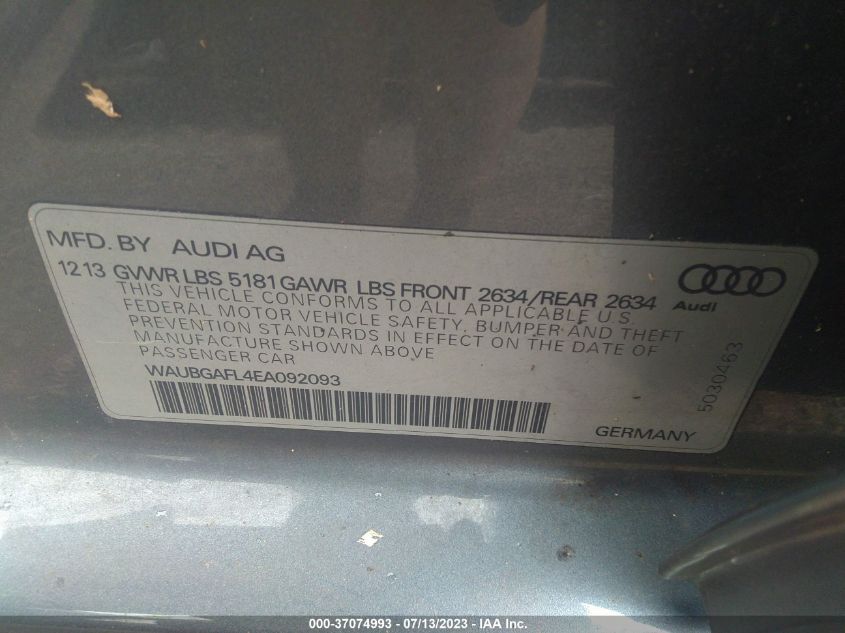 MFD. BY AUDI AG
12 13 GVWR LBS 5181 GAWR LBS FRONT 2634/REAR 2634
THIS VEHICLE CONFORMS TO ALL APPLICABLE U.S.
FEDERAL MOTOR VEHICLE SAFETY, BUMPER AND THEFT
PREVENTION STANDARDS IN EFFECT ON THE DATE OF
MANUFACTURE SHOWN ABOVE
PASSENGER CAR
WAUBGAFL4EA092093
Audi
5030463
GERMANY
000-37074993 - 07/13/2023 - IAA Inc.